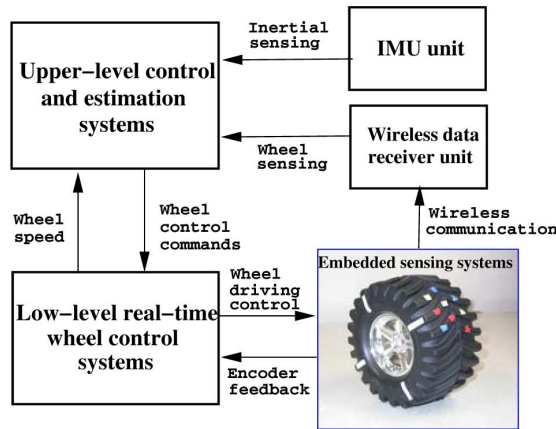 Inertial
sensing
IMU unit
Upper-level control
and estimation
systems
Wheel
sensing
Wireless data
receiver unit
Wheel
speed
Wheel
control
commands
Wireless
communication
Low-level real-time
wheel control
systems
Wheel
driving
control
Encoder
feedback
Embedded sensing systems